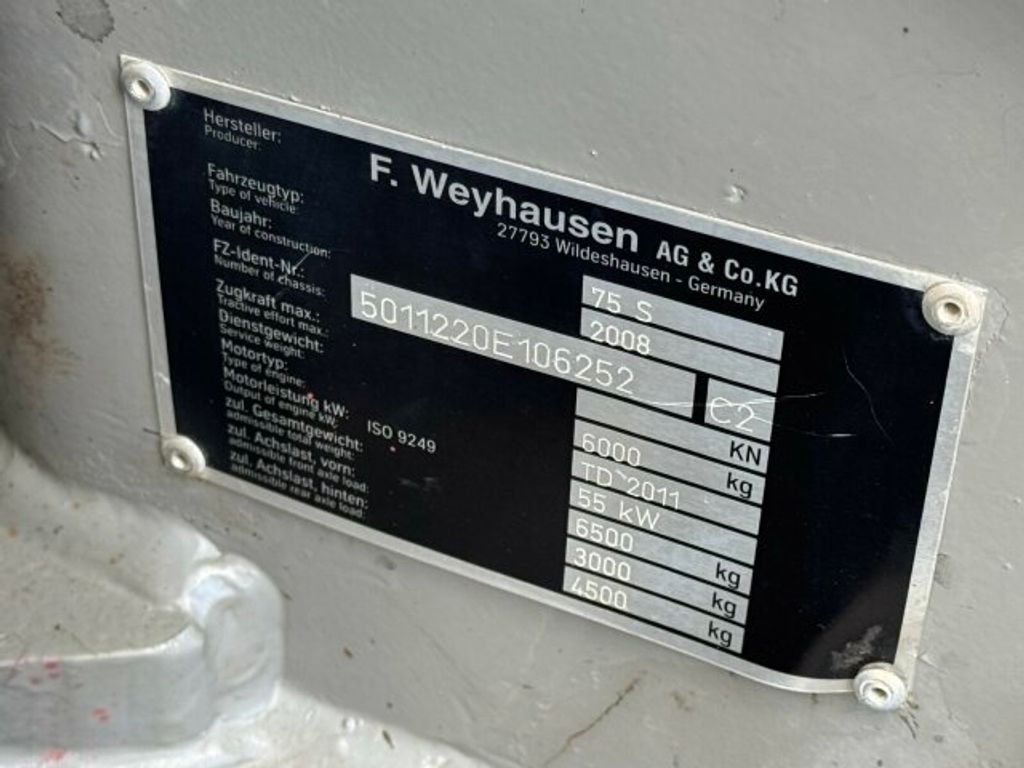 Hersteller:
Producer:
F. Weyhausen AG & Co.KG
27793 Wildeshausen - Germany
Fahrzeugtyp:
Type of vehicle:
75 S
Baujahr:
Year of construction:
2008
FZ-Ident-Nr.:
Number of chassis:
5011220E106252
C2
Zugkraft max.:
Tractive effort max.:
KN
Dienstgewicht:
Service weight:
6000 kg
Motortyp:
Type of engine:
TD 2011
Motorleistung kW:
Output of engine kW:
ISO 9249
55 kW
zul. Gesamtgewicht:
admissible total weight:
6500 kg
zul. Achslast, vorn:
admissible front axle load:
3000 kg
zul. Achslast, hinten:
admissible rear axle load:
4500 kg